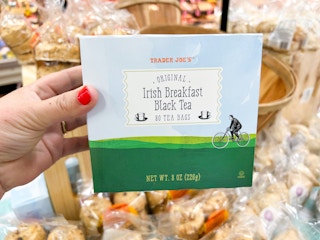 TRADER JOE'S
ORIGINAL
Irish Breakfast
Black Tea
80 TEA BAGS
NET WT. 8 OZ (226g)